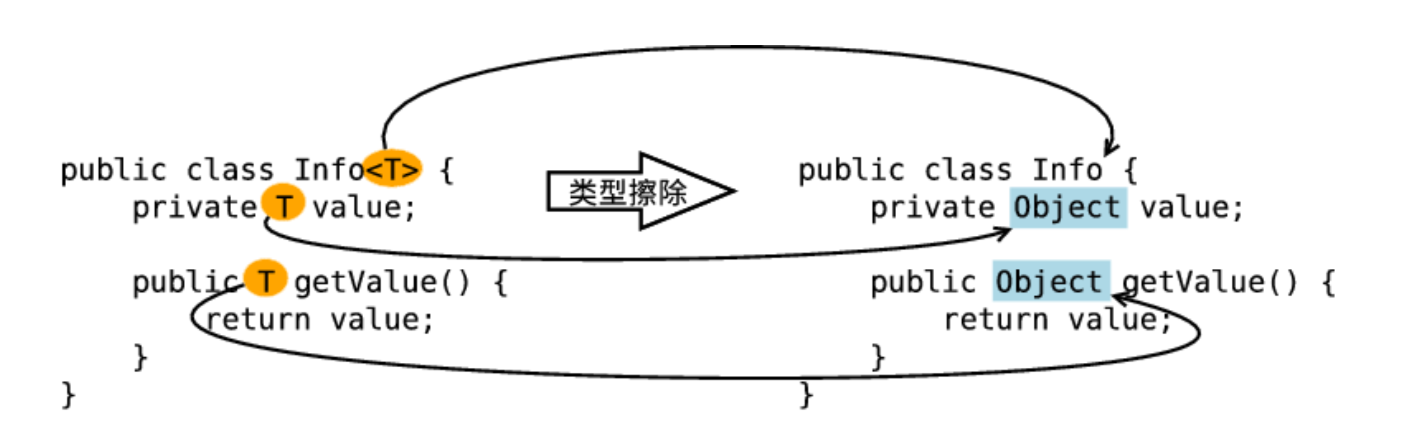 public class Info<T> {
    private T value;
    public T getValue() {
        return value;
    }
}
类型擦除
public class Info {
    private Object value;
    public Object getValue() {
        return value;
    }
}